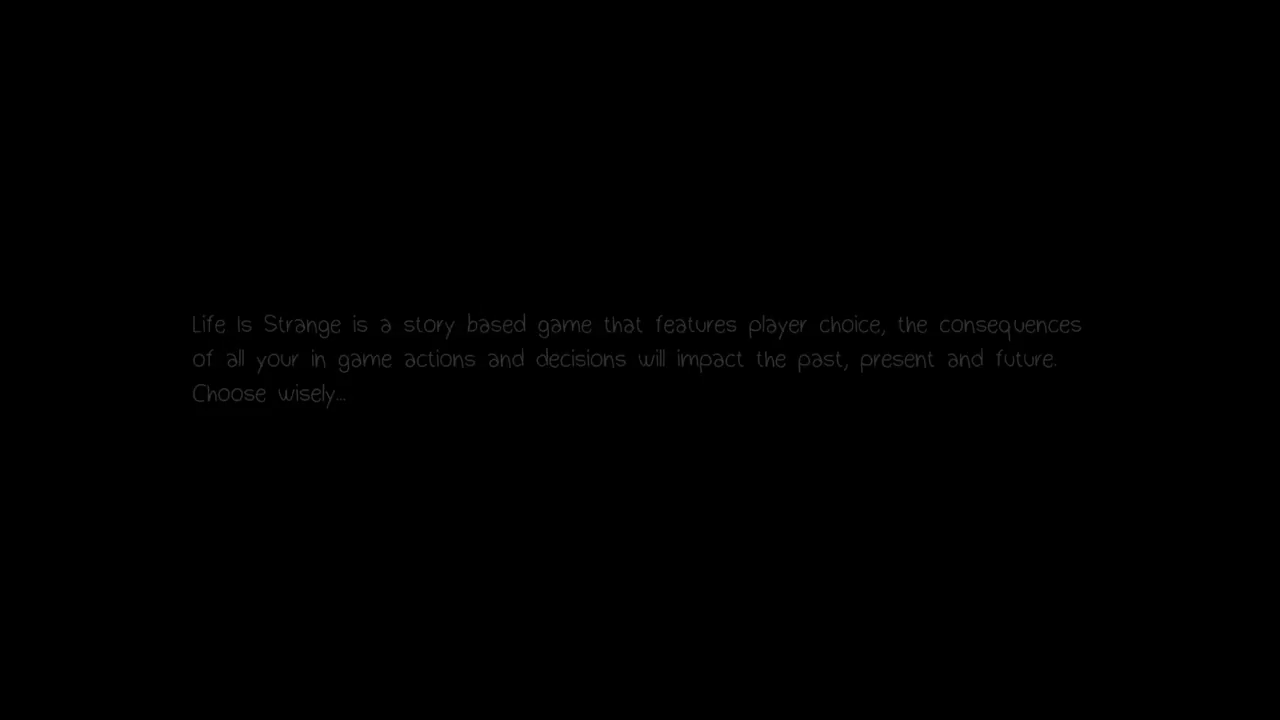 Life Is Strange is a story based game that features player choice, the consequences
of all your in game actions and decisions will impact the past, present and future.
Choose wisely...